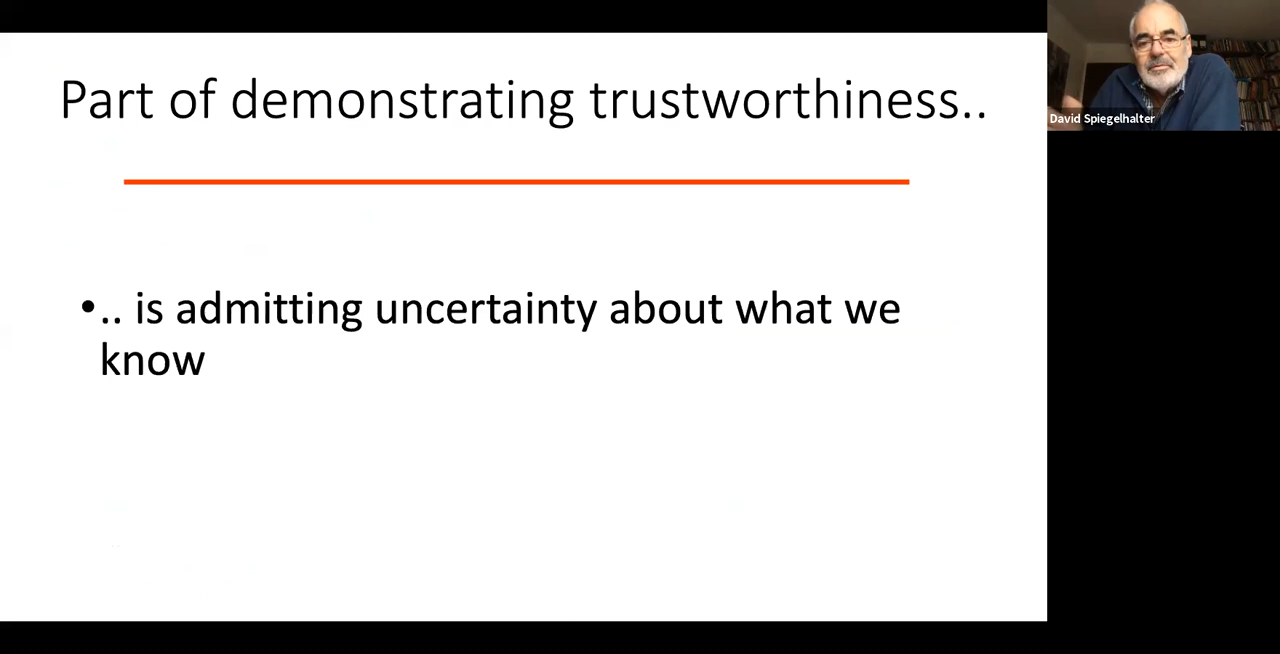 Part of demonstrating trustworthiness..
David Spiegelhalter
•.. is admitting uncertainty about what we
know